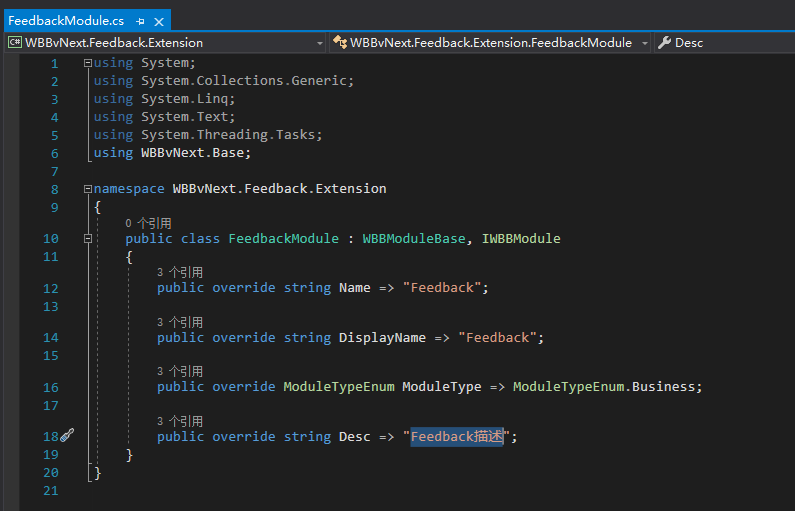 FeedbackModule.cs
C# WBBvNext.Feedback.Extension WBBvNext.Feedback.Extension.FeedbackModule Desc
1 using System;
2 using System.Collections.Generic;
3 using System.Linq;
4 using System.Text;
5 using System.Threading.Tasks;
6 using WBBvNext.Base;
7
8 namespace WBBvNext.Feedback.Extension
9 {
0 个引用
10 public class FeedbackModule : WBBModuleBase, IWBBModule
11 {
3 个引用
12 public override string Name => "Feedback";
13
3 个引用
14 public override string DisplayName => "Feedback";
15
3 个引用
16 public override ModuleTypeEnum ModuleType => ModuleTypeEnum.Business;
17
3 个引用
18 public override string Desc => "Feedback描述";
19 }
20 }
21